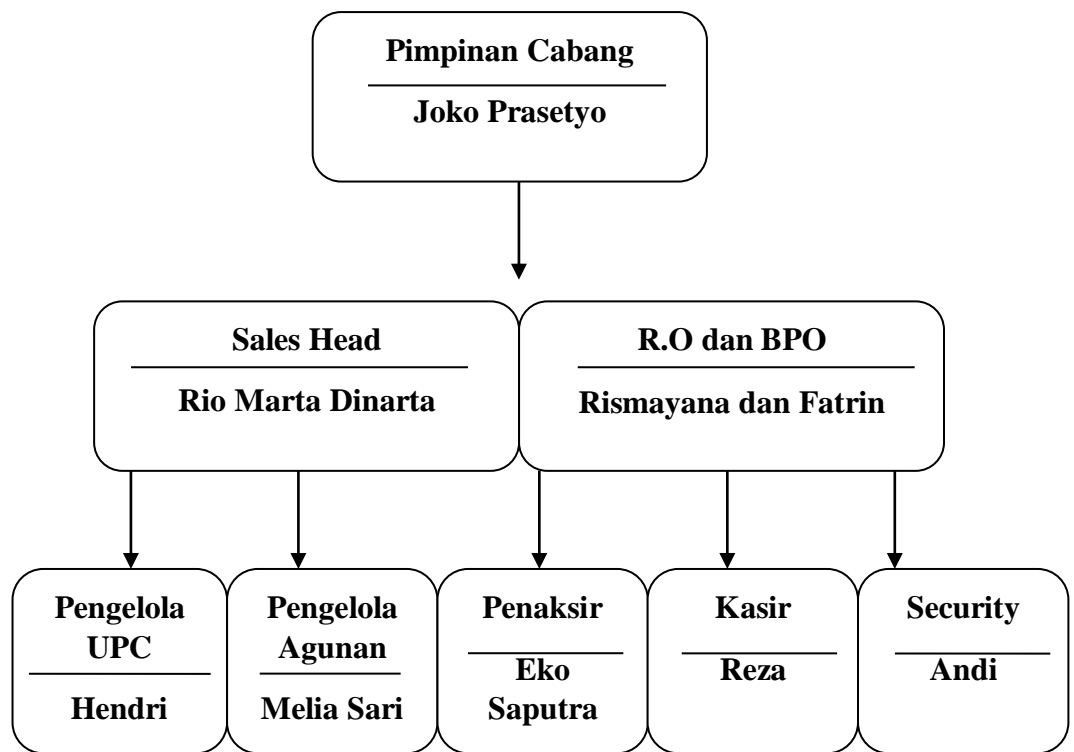 Pimpinan Cabang
Joko Prasetyo
Sales Head
Rio Marta Dinarta
R.O dan BPO
Rismayana dan Fatrin
Pengelola
UPC
Hendri
Pengelola
Agunan
Melia Sari
Penaksir
Eko
Saputra
Kasir
Reza
Security
Andi